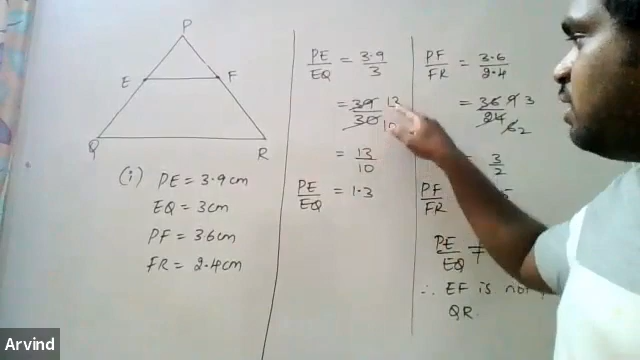 P
E F
Q R
(i) PE = 3.9cm
EQ = 3cm
PF = 3.6cm
FR = 2.4cm
PE/EQ = 3.9/3
= 39/30 13 10
= 13/10
PE/EQ = 1.3
PF/FR = 3.6/2.4
= 36/24 9 3 6 2
= 3/2
PF/FR
PE/EQ ≠
∴ EF is not
QR.
Arvind